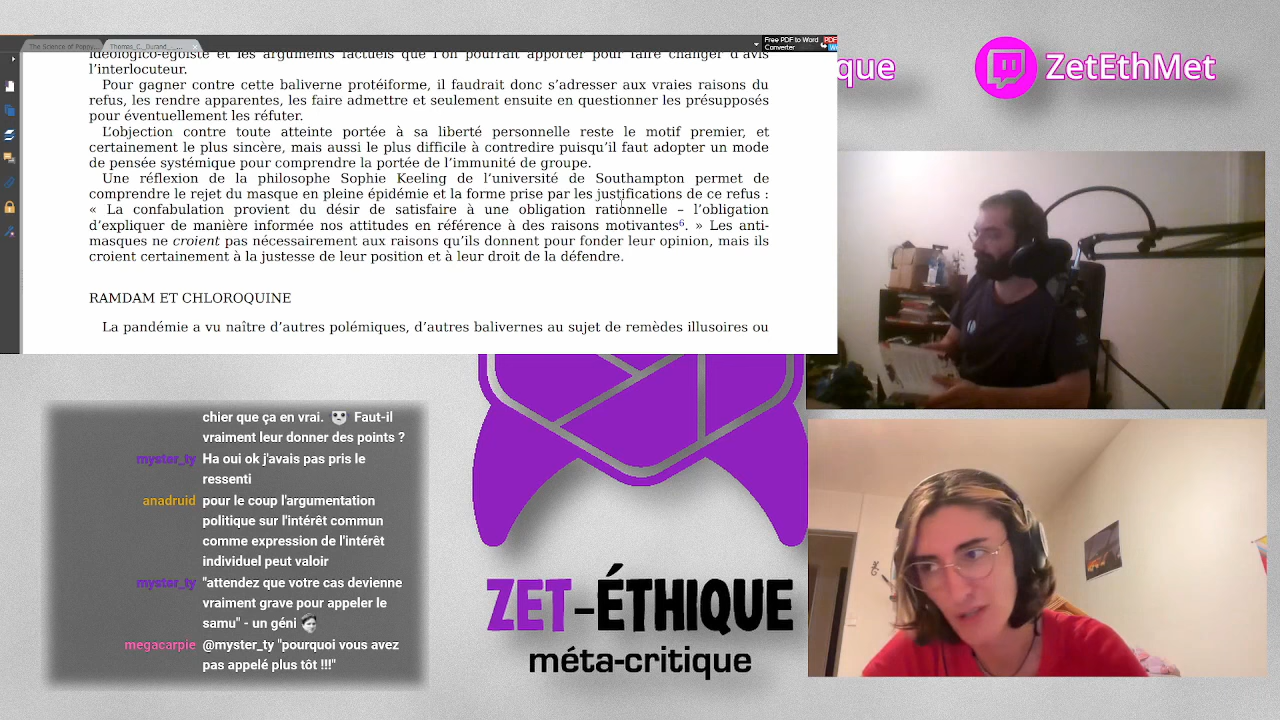 The Science of Poppy...
Thomas_C._Durand_...
Free PDF to Word
Converter
PDF
idéologico-égoïste et les arguments factuels que l'on pourrait apporter pour faire changer d'avis
l'interlocuteur.
Pour gagner contre cette baliverne protéiforme, il faudrait donc s'adresser aux vraies raisons du
refus, les rendre apparentes, les faire admettre et seulement ensuite en questionner les présupposés
pour éventuellement les réfuter.
L'objection contre toute atteinte portée à sa liberté personnelle reste le motif premier, et
certainement le plus sincère, mais aussi le plus difficile à contredire puisqu'il faut adopter un mode
de pensée systémique pour comprendre la portée de l'immunité de groupe.
Une réflexion de la philosophe Sophie Keeling de l'université de Southampton permet de
comprendre le rejet du masque en pleine épidémie et la forme prise par les justifications de ce refus :
« La confabulation provient du désir de satisfaire à une obligation rationnelle – l'obligation
d'expliquer de manière informée nos attitudes en référence à des raisons motivantes6. » Les anti-
masques ne croient pas nécessairement aux raisons qu'ils donnent pour fonder leur opinion, mais ils
croient certainement à la justesse de leur position et à leur droit de la défendre.
RAMDAM ET CHLOROQUINE
La pandémie a vu naître d'autres polémiques, d'autres balivernes au sujet de remèdes illusoires ou
que
ZetEthMet
chier que ça en vrai. Faut-il
vraiment leur donner des points ?
myster_ty Ha oui ok j'avais pas pris le
ressenti
anadruid pour le coup l'argumentation
politique sur l'intérêt commun
comme expression de l'intérêt
individuel peut valoir
myster_ty "attendez que votre cas devienne
vraiment grave pour appeler le
samu" - un géni
megacarpie @myster_ty "pourquoi vous avez
pas appelé plus tôt !!!"
ZET-ÉTHIQUE
méta-critique